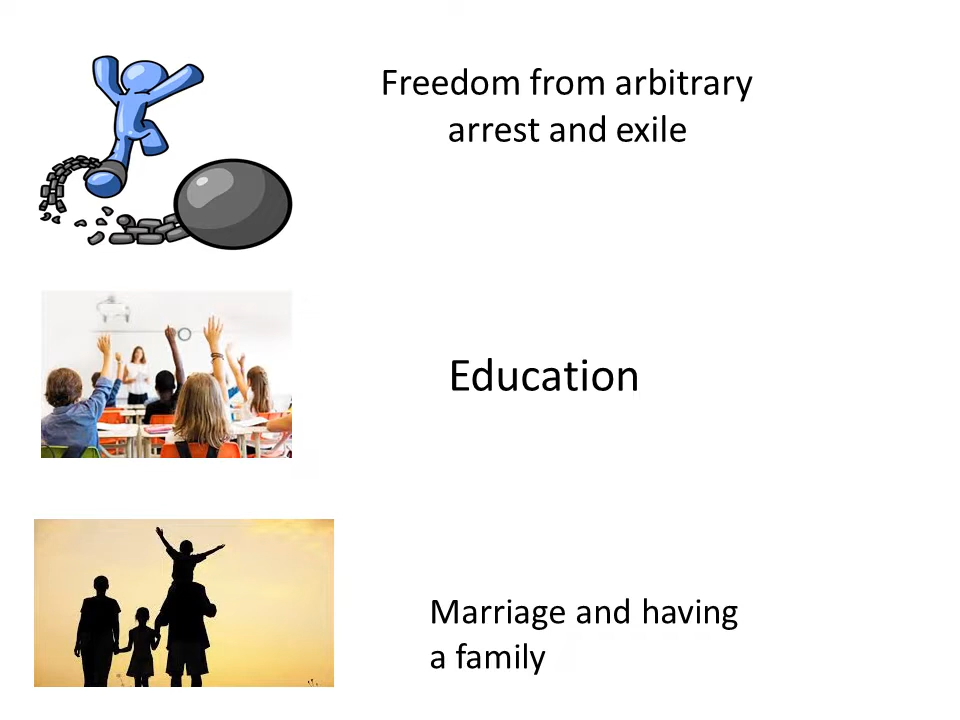 Freedom from arbitrary
arrest and exile
Education
Marriage and having
a family